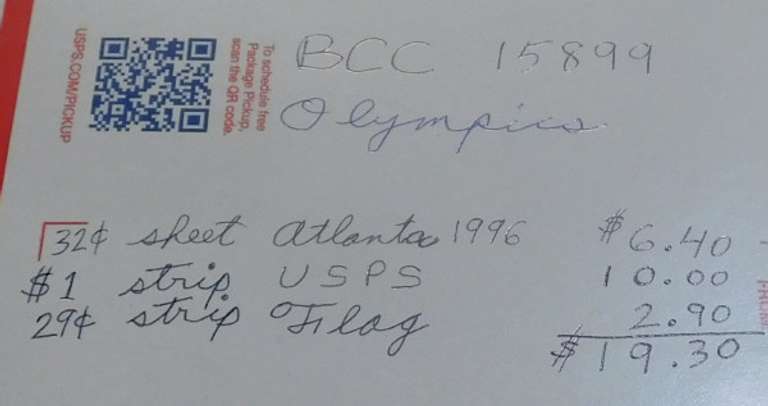 USPS.COM/PICKUP
To schedule free
Package Pickup,
scan the QR code.
BCC 15899
Olympics
32¢ sheet Atlanta 1996 $6.40
$1 strip USPS 10.00
29¢ strip Flag 2.90
$19.30